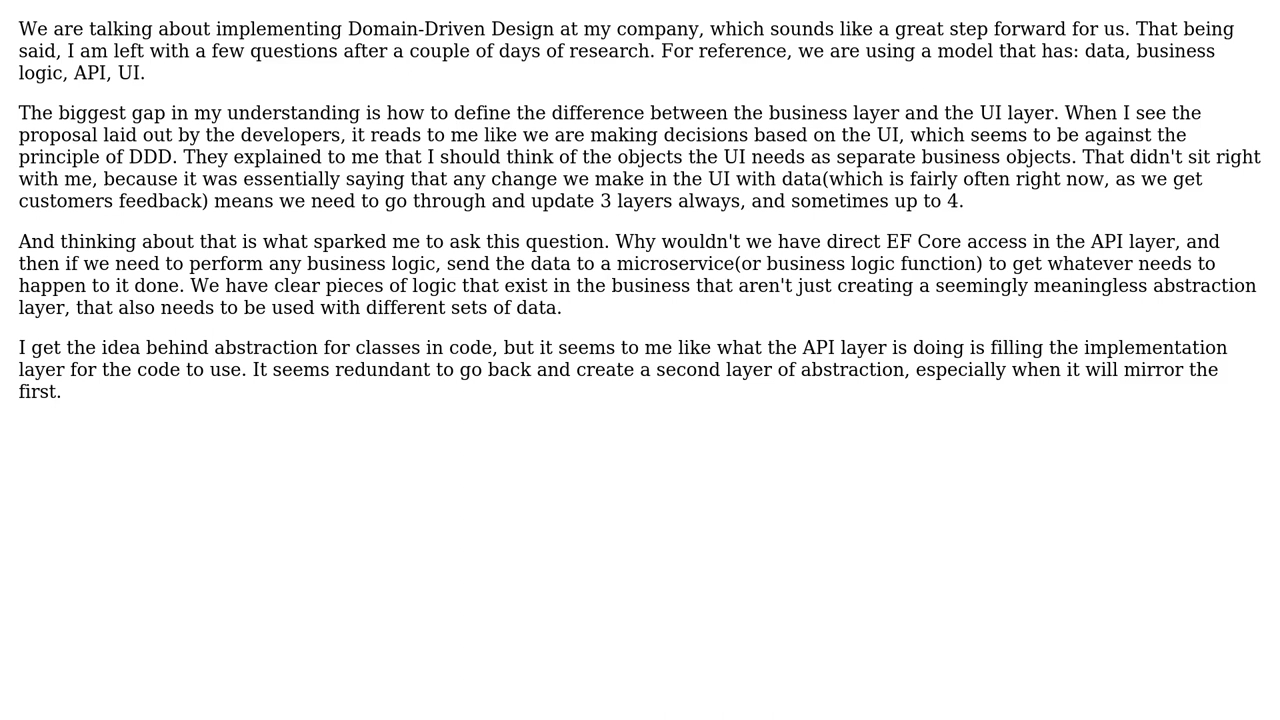 We are talking about implementing Domain-Driven Design at my company, which sounds like a great step forward for us. That being
said, I am left with a few questions after a couple of days of research. For reference, we are using a model that has: data, business
logic, API, UI.
The biggest gap in my understanding is how to define the difference between the business layer and the UI layer. When I see the
proposal laid out by the developers, it reads to me like we are making decisions based on the UI, which seems to be against the
principle of DDD. They explained to me that I should think of the objects the UI needs as separate business objects. That didn't sit right
with me, because it was essentially saying that any change we make in the UI with data(which is fairly often right now, as we get
customers feedback) means we need to go through and update 3 layers always, and sometimes up to 4.
And thinking about that is what sparked me to ask this question. Why wouldn't we have direct EF Core access in the API layer, and
then if we need to perform any business logic, send the data to a microservice(or business logic function) to get whatever needs to
happen to it done. We have clear pieces of logic that exist in the business that aren't just creating a seemingly meaningless abstraction
layer, that also needs to be used with different sets of data.
I get the idea behind abstraction for classes in code, but it seems to me like what the API layer is doing is filling the implementation
layer for the code to use. It seems redundant to go back and create a second layer of abstraction, especially when it will mirror the
first.